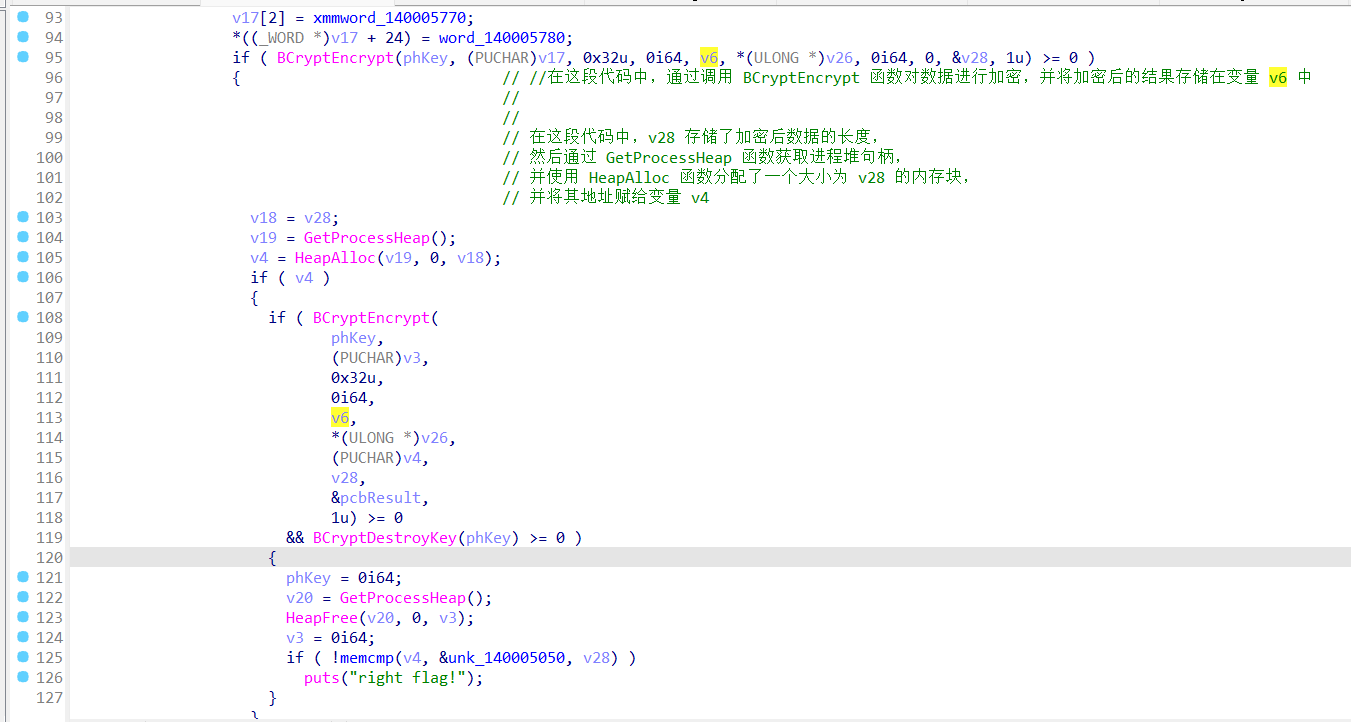 93 v17[2] = xmmword_140005770;
94 *((_WORD *)v17 + 24) = word_140005780;
95 if ( BCryptEncrypt(phKey, (PUCHAR)v17, 0x32u, 0i64, v6, *(ULONG *)v26, 0i64, 0, &v28, 1u) >= 0 )
96 { // //在这段代码中，通过调用 BCryptEncrypt 函数对数据进行加密，并将加密后的结果存储在变量 v6 中
97 //
98 //
99 // 在这段代码中，v28 存储了加密后数据的长度，
100 // 然后通过 GetProcessHeap 函数获取进程堆句柄，
101 // 并使用 HeapAlloc 函数分配了一个大小为 v28 的内存块，
102 // 并将其地址赋给变量 v4
103 v18 = v28;
104 v19 = GetProcessHeap();
105 v4 = HeapAlloc(v19, 0, v18);
106 if ( v4 )
107 {
108 if ( BCryptEncrypt(
109 phKey,
110 (PUCHAR)v3,
111 0x32u,
112 0i64,
113 v6,
114 *(ULONG *)v26,
115 (PUCHAR)v4,
116 v28,
117 &pcbResult,
118 1u) >= 0
119 && BCryptDestroyKey(phKey) >= 0 )
120 {
121 phKey = 0i64;
122 v20 = GetProcessHeap();
123 HeapFree(v20, 0, v3);
124 v3 = 0i64;
125 if ( !memcmp(v4, &unk_140005050, v28) )
126 puts("right flag!");
127 }
}